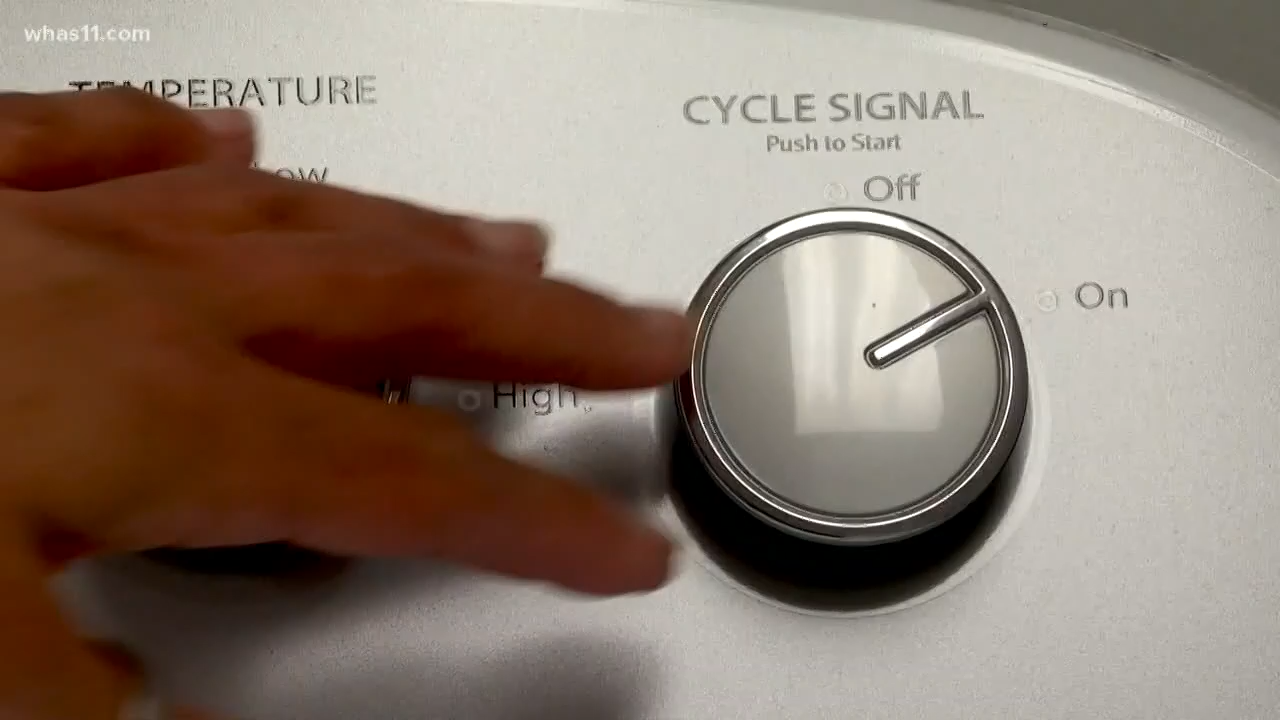 whas11.com
TEMPERATURE
CYCLE SIGNAL
Push to Start
Off
On
High